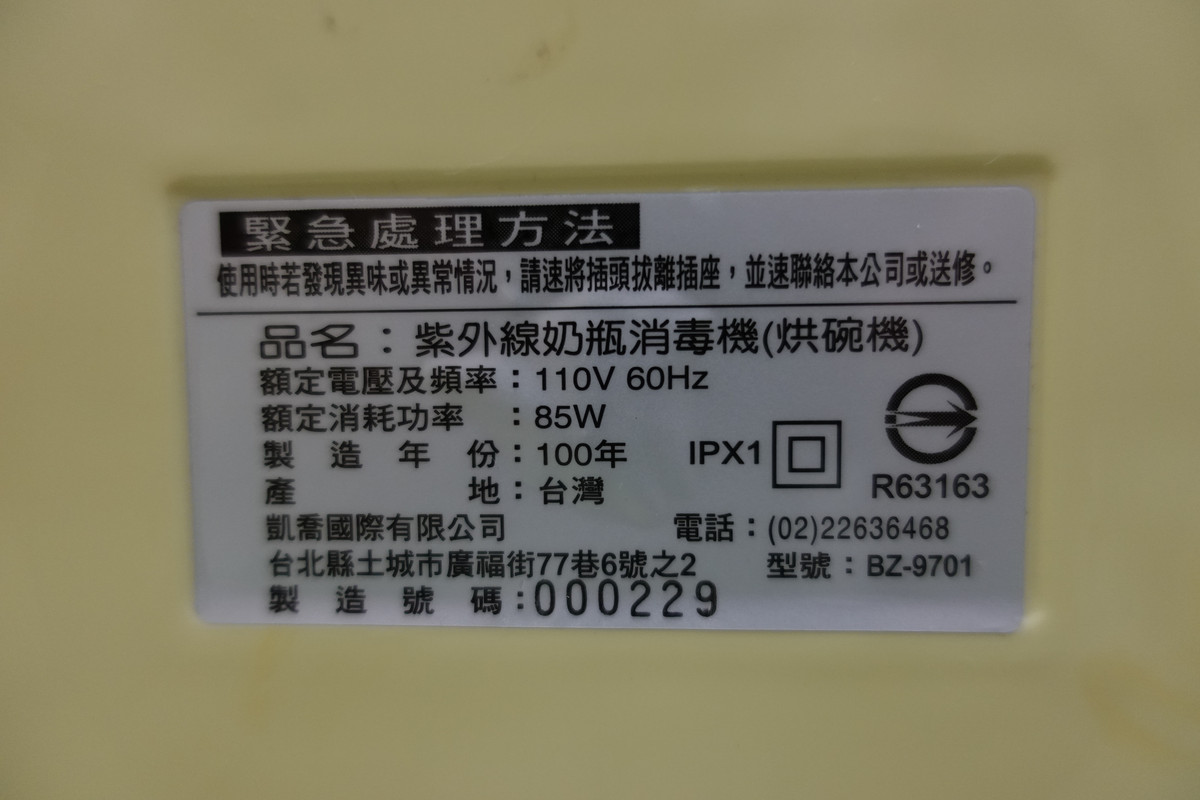 緊急處理方法
使用時若發現異味或異常情況，請速將插頭拔離插座，並速聯絡本公司或送修。
品名：紫外線奶瓶消毒機(烘碗機)
額定電壓及頻率：110V 60Hz
額定消耗功率：85W
製造年份：100年 IPX1
產地：台灣 R63163
凱喬國際有限公司 電話：(02)22636468
台北縣土城市廣福街77巷6號之2 型號：BZ-9701
製造號碼：000229